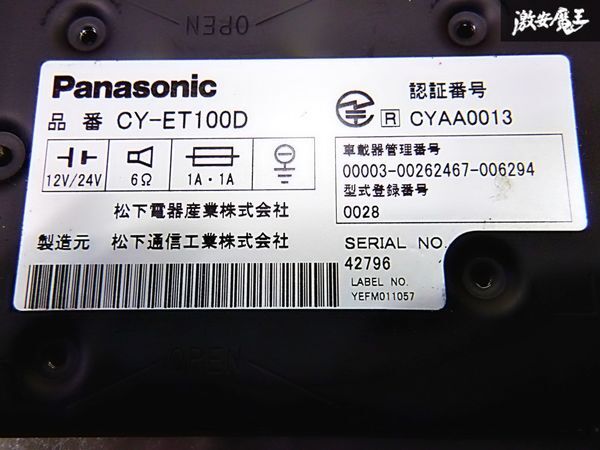 OPEN
激安魔王
Panasonic
品 番 CY-ET100D
認証番号
R CYAA0013
12V/24V 6Ω 1A・1A
車載器管理番号
00003-00262467-006294
型式登録番号
0028
松下電器産業株式会社
製造元 松下通信工業株式会社
SERIAL NO.
42796
LABEL NO.
YEFM011057
OPEN